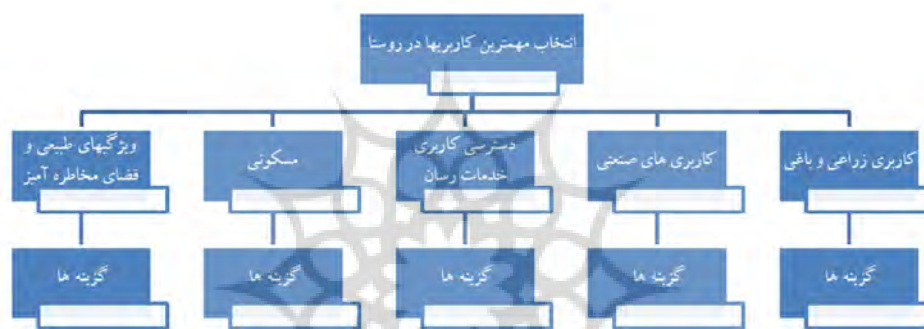 انتخاب مهمترین کاربریها در روستا
کاربری زراعی و باغی
کاربری های صنعتی
دسترسی کاربری
خدمات رسان
مسکونی
ویژگیهای طبیعی و
فضای مخاطره آمیز
گزینه ها
گزینه ها
گزینه ها
گزینه ها
گزینه ها